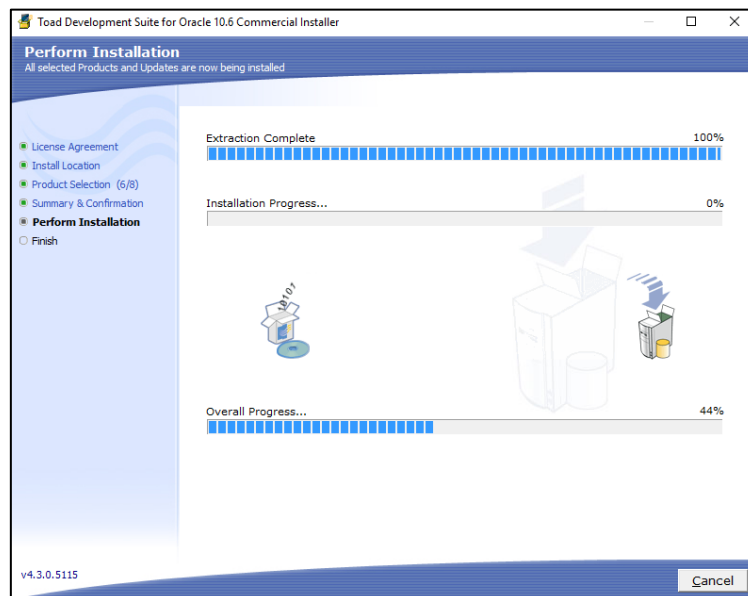 Toad Development Suite for Oracle 10.6 Commercial Installer
Perform Installation
All selected Products and Updates are now being installed
License Agreement
Install Location
Product Selection (6/8)
Summary & Confirmation
Perform Installation
Finish
Extraction Complete 100%
Installation Progress... 0%
10101
Overall Progress... 44%
v4.3.0.5115
Cancel